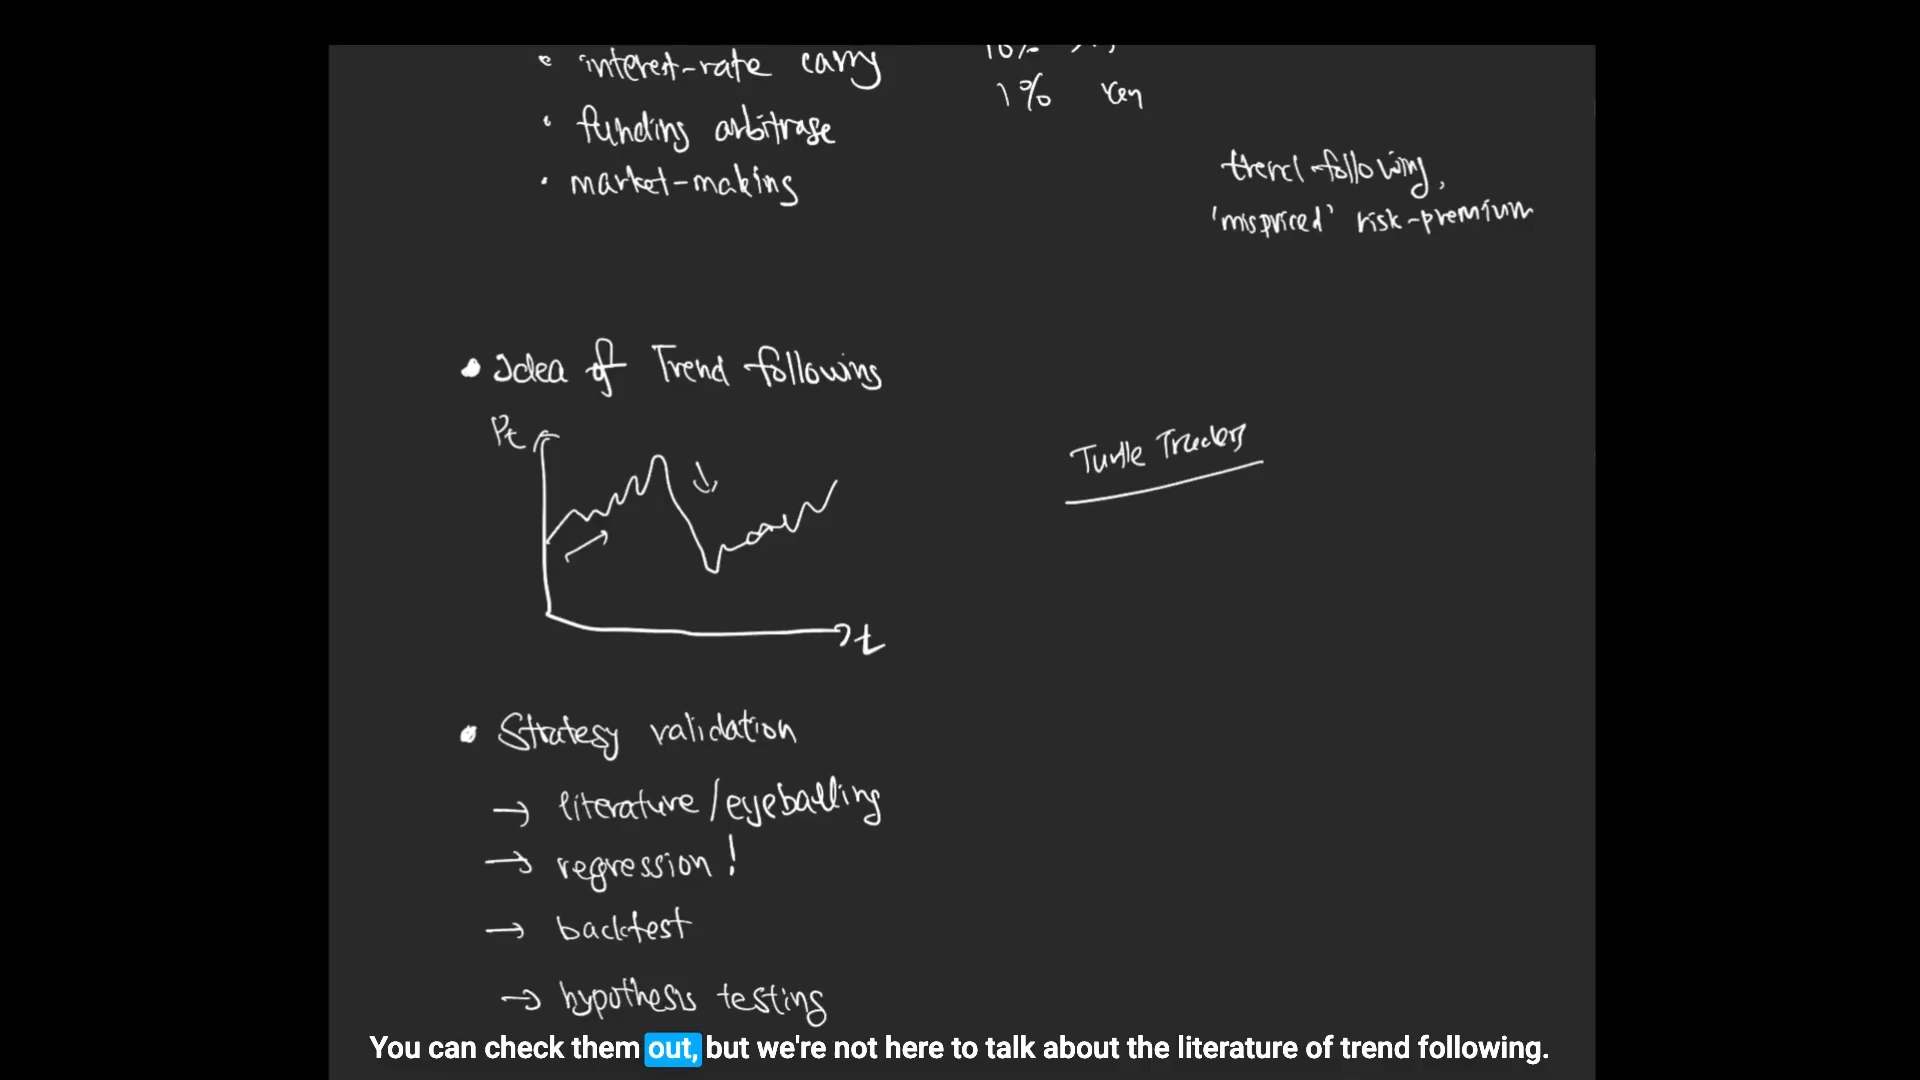 • interest-rate carry
10%
1% Yen
• funding arbitrage
• market-making
trend-following,
'mispriced' risk-premium
• Idea of Trend following
Pt
Turtle Traders
t
• Strategy validation
→ literature/eyeballing
→ regression!
→ backtest
→ hypothesis testing
You can check them out, but we're not here to talk about the literature of trend following.